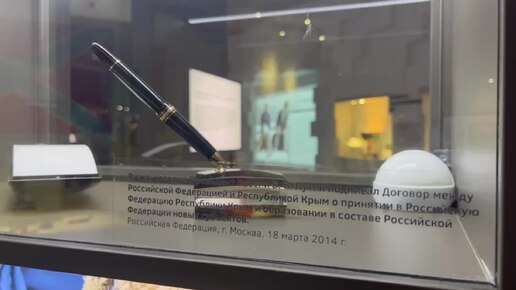 подписал Договор между
Российской Федерацией и Республикой Крым о принятии в Российскую
Федерацию Республики Крым и образовании в составе Российской
Федерации новых субъектов.
Российская Федерация, г. Москва, 18 марта 2014 г.